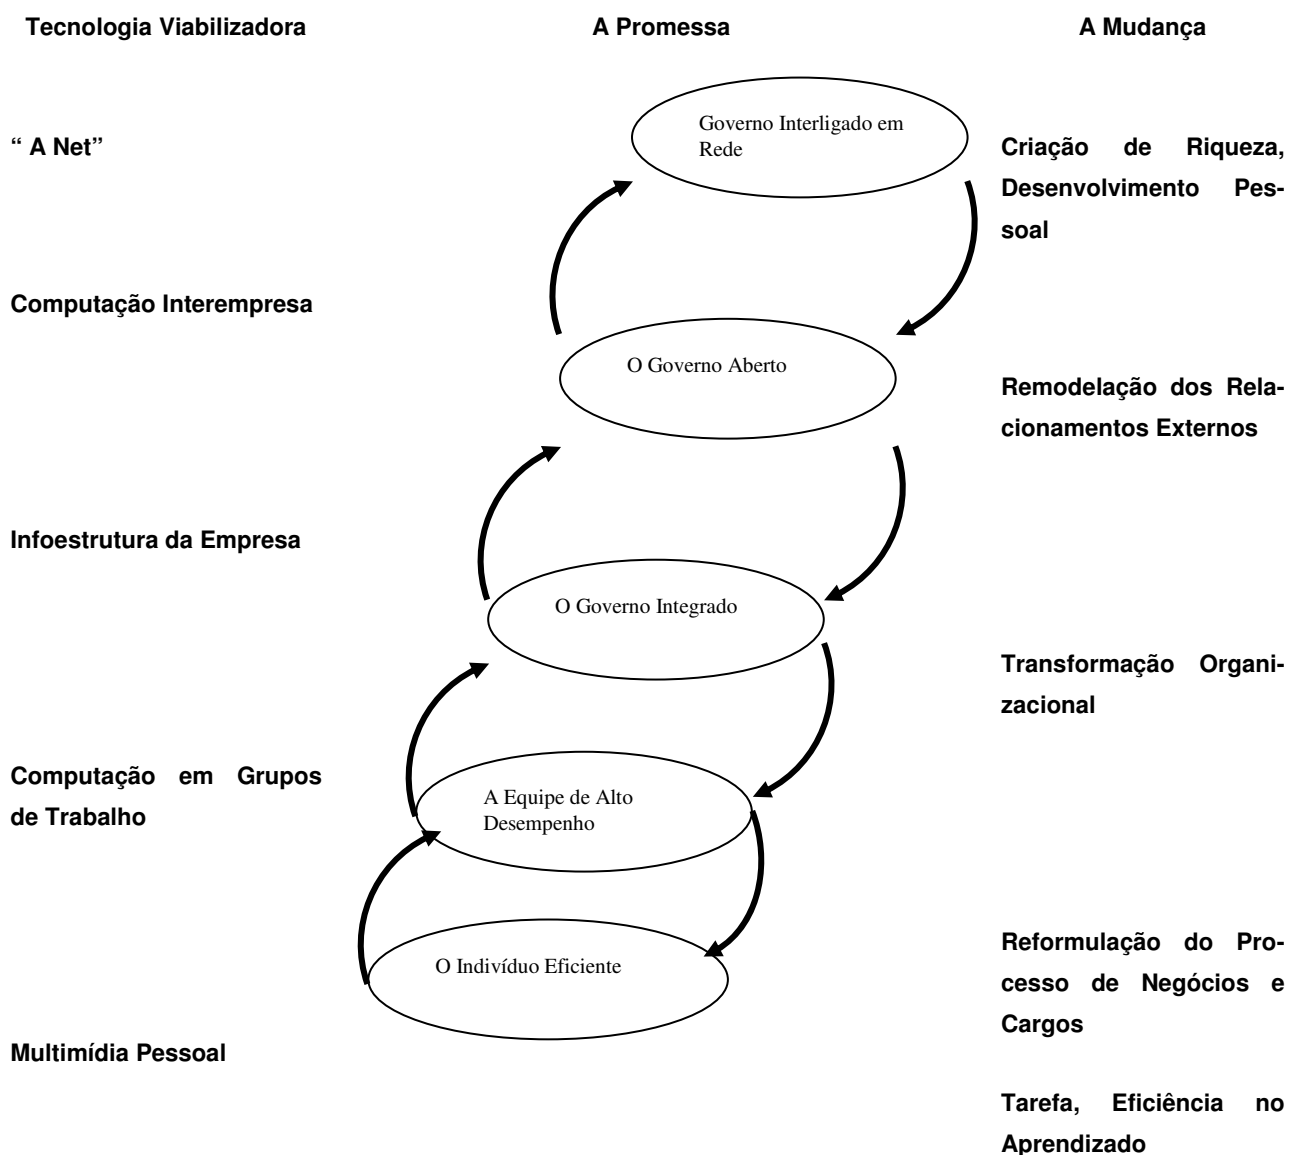 Tecnologia Viabilizadora
A Promessa
A Mudança
Governo Interligado em
Rede
“ A Net”
Criação de Riqueza,
Desenvolvimento Pes-
soal
Computação Interempresa
O Governo Aberto
Remodelação dos Rela-
cionamentos Externos
Infoestrutura da Empresa
O Governo Integrado
Transformação Organi-
zacional
Computação em Grupos
de Trabalho
A Equipe de Alto
Desempenho
Reformulação do Pro-
cesso de Negócios e
Cargos
O Indivíduo Eficiente
Multimídia Pessoal
Tarefa, Eficiência no
Aprendizado